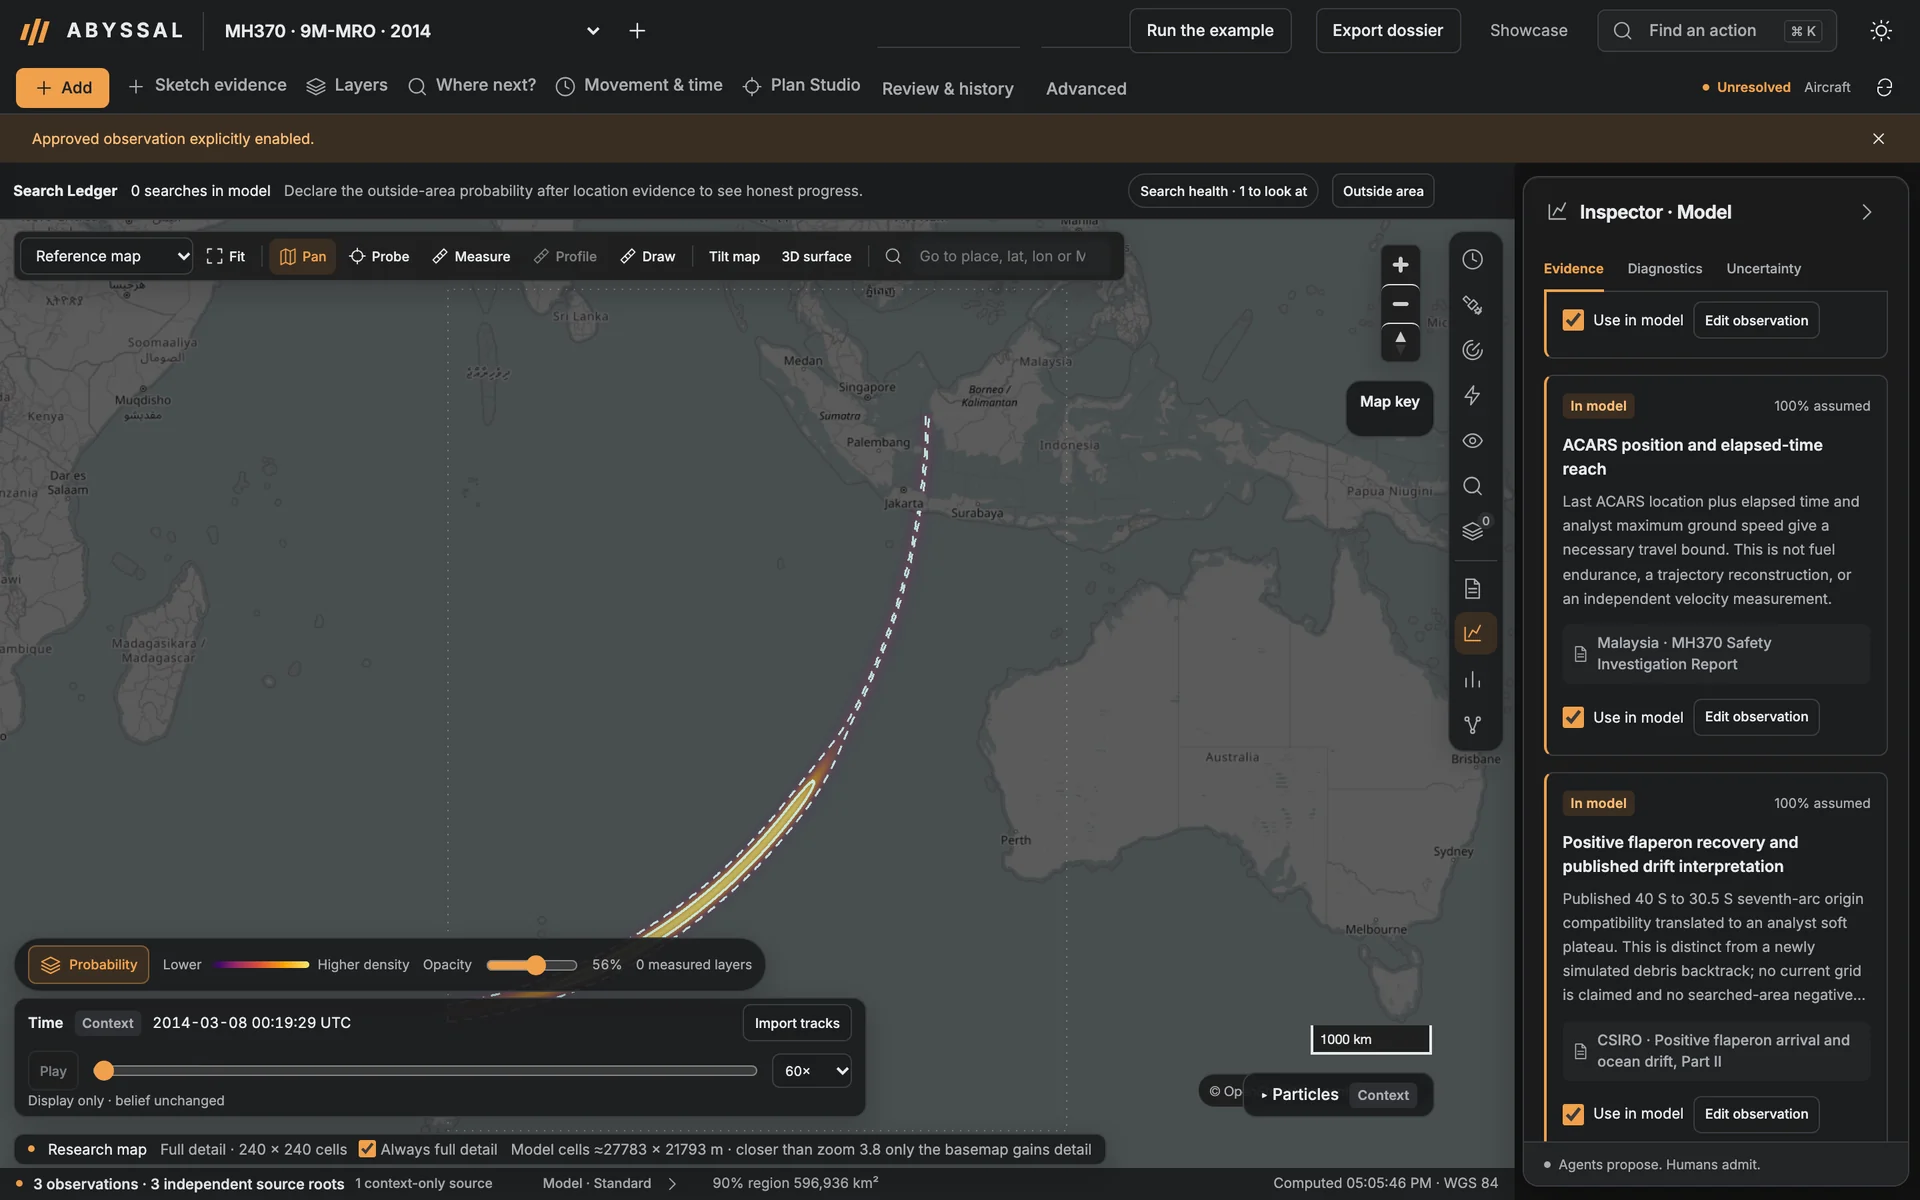 ABYSSAL
MH370 · 9M-MRO · 2014
Run the example
Export dossier
Showcase
Find an action
⌘ K
Add
Sketch evidence
Layers
Where next?
Movement & time
Plan Studio
Review & history
Advanced
Unresolved
Aircraft
Approved observation explicitly enabled.
Search Ledger
0 searches in model
Declare the outside-area probability after location evidence to see honest progress.
Search health · 1 to look at
Outside area
Reference map
Fit
Pan
Probe
Measure
Profile
Draw
Tilt map
3D surface
Go to place, lat, lon or M
Sri Lanka
Soomaaliya
الصومال
Muqdisho
مقديشو
Kenya
Dar es
Salaam
Madagasikara /
Madagascar
Medan
Malaysia
Singapore
Borneo /
Kalimantan
Sumatra
Palembang
Indonesia
Jakarta
Surabaya
Papua Niugini
Australia
Brisbane
Perth
Sydney
Melbourne
Map key
0
Probability
Lower
Higher density
Opacity
56%
0 measured layers
Time
Context
2014-03-08 00:19:29 UTC
Import tracks
Play
60×
Display only · belief unchanged
1000 km
© Op
▸ Particles
Context
Research map
Full detail · 240 × 240 cells
Always full detail
Model cells ≈27783 × 21793 m · closer than zoom 3.8 only the basemap gains detail
3 observations · 3 independent source roots
1 context-only source
Model · Standard
90% region 596,936 km²
Computed 05:05:46 PM · WGS 84
Inspector · Model
Evidence
Diagnostics
Uncertainty
Use in model
Edit observation
In model
100% assumed
ACARS position and elapsed-time
reach
Last ACARS location plus elapsed time and
analyst maximum ground speed give a
necessary travel bound. This is not fuel
endurance, a trajectory reconstruction, or
an independent velocity measurement.
Malaysia · MH370 Safety
Investigation Report
Use in model
Edit observation
In model
100% assumed
Positive flaperon recovery and
published drift interpretation
Published 40 S to 30.5 S seventh-arc origin
compatibility translated to an analyst soft
plateau. This is distinct from a newly
simulated debris backtrack; no current grid
is claimed and no searched-area negative...
CSIRO · Positive flaperon arrival and
ocean drift, Part II
Use in model
Edit observation
Agents propose. Humans admit.